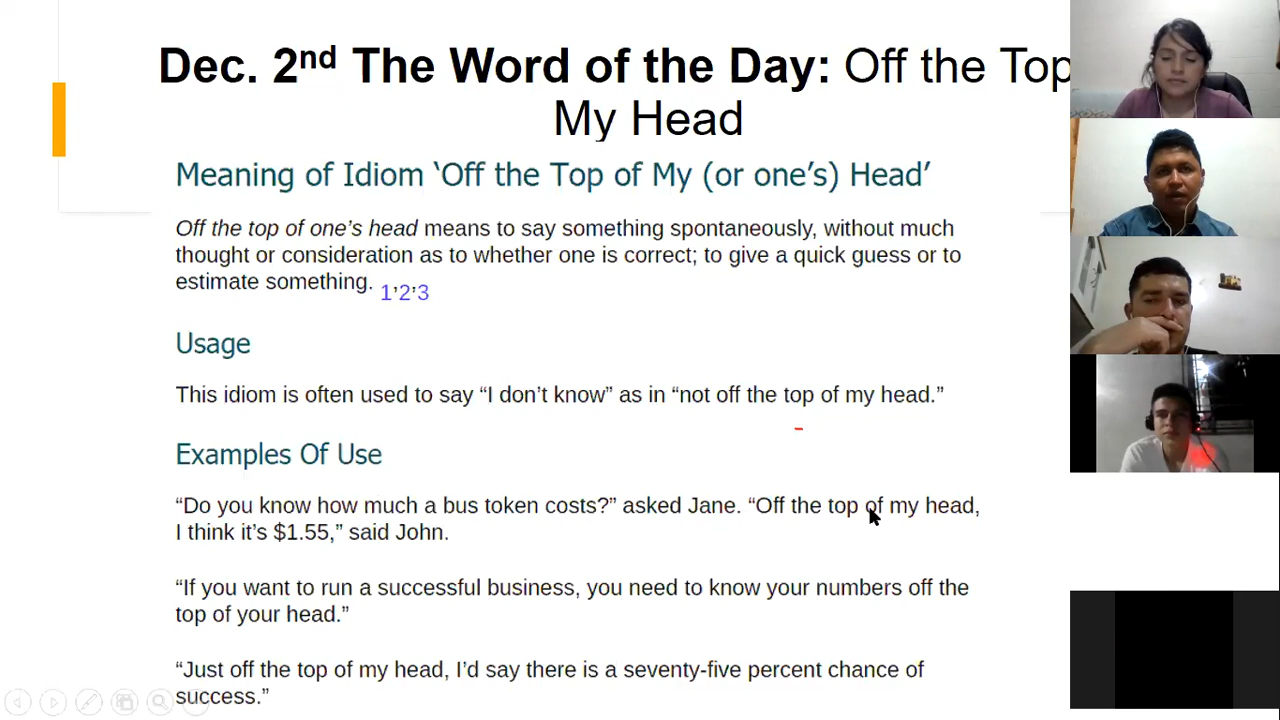 Dec. 2nd The Word of the Day: Off the Top
My Head
Meaning of Idiom ‘Off the Top of My (or one’s) Head’
Off the top of one’s head means to say something spontaneously, without much
thought or consideration as to whether one is correct; to give a quick guess or to
estimate something. 1,2,3
Usage
This idiom is often used to say “I don’t know” as in “not off the top of my head.”
Examples Of Use
“Do you know how much a bus token costs?” asked Jane. “Off the top of my head,
I think it’s $1.55,” said John.
“If you want to run a successful business, you need to know your numbers off the
top of your head.”
“Just off the top of my head, I’d say there is a seventy-five percent chance of
success.”